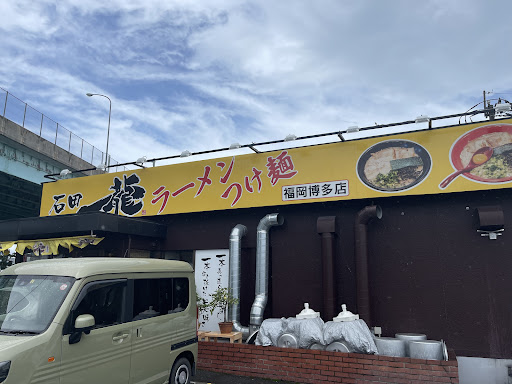 石田一龍
ラーメン
つけ麺
福岡博多店